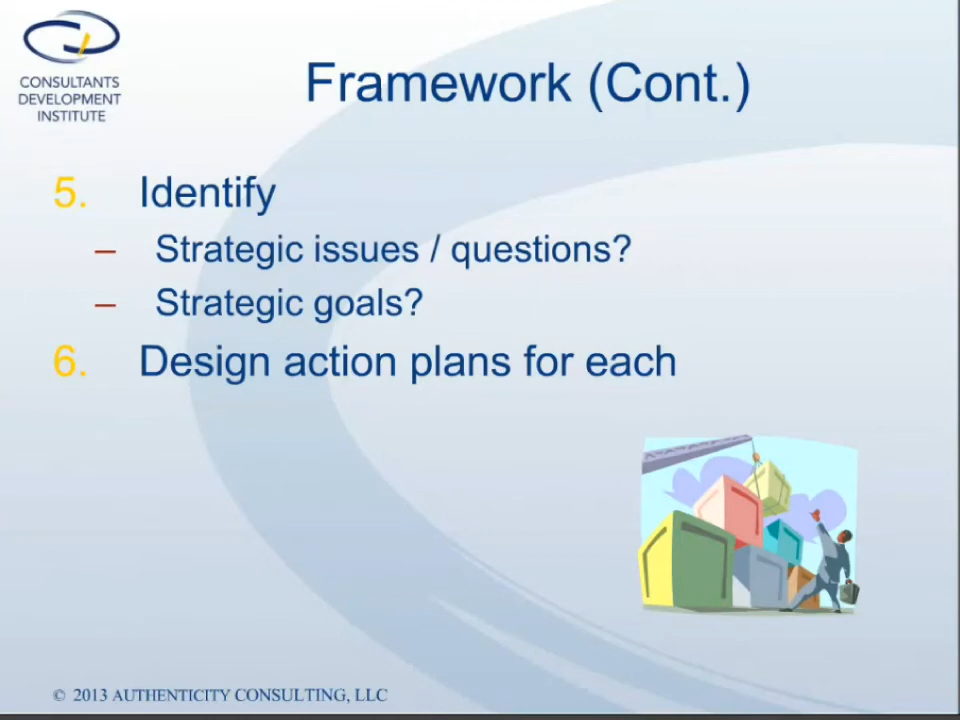 CONSULTANTS
DEVELOPMENT
INSTITUTE
Framework (Cont.)
5. Identify
– Strategic issues / questions?
– Strategic goals?
6. Design action plans for each
© 2013 AUTHENTICITY CONSULTING, LLC